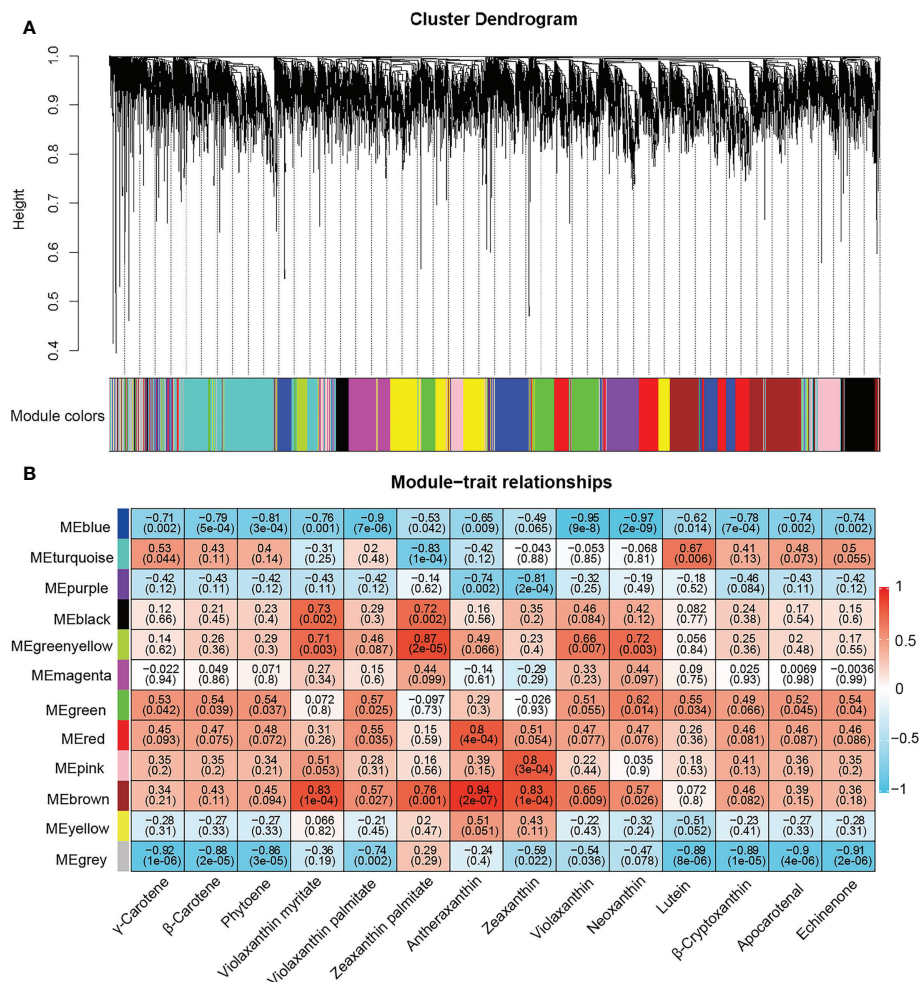 A
Cluster Dendrogram
Height
1.0
0.9
0.8
0.7
0.6
0.5
0.4
Module colors
B
Module−trait relationships
MEblue −0.71 −0.79 −0.81 −0.76 −0.9 −0.53 −0.65 −0.49 −0.95 −0.97 −0.62 −0.78 −0.74 −0.74
(0.002) (5e−04) (3e−04) (0.001) (7e−06) (0.042) (0.009) (0.065) (9e−8) (2e−09) (0.014) (7e−04) (0.002) (0.002)
MEturquoise 0.53 0.43 0.4 −0.31 0.2 −0.83 −0.42 −0.043 −0.053 −0.068 0.67 0.41 0.48 0.5
(0.044) (0.11) (0.14) (0.25) (0.48) (1e−04) (0.12) (0.88) (0.85) (0.81) (0.006) (0.13) (0.073) (0.055)
MEpurple −0.42 −0.43 −0.42 −0.43 −0.42 −0.14 −0.74 −0.81 −0.32 −0.19 −0.18 −0.46 −0.43 −0.42
(0.12) (0.11) (0.12) (0.11) (0.12) (0.62) (0.002) (2e−04) (0.25) (0.49) (0.52) (0.084) (0.11) (0.12)
MEblack 0.12 0.21 0.23 0.73 0.29 0.72 0.16 0.35 0.46 0.42 0.082 0.24 0.17 0.15
(0.66) (0.45) (0.4) (0.002) (0.3) (0.002) (0.56) (0.2) (0.084) (0.12) (0.77) (0.38) (0.54) (0.6)
MEgreenyellow 0.14 0.26 0.29 0.71 0.46 0.87 0.49 0.23 0.66 0.72 0.056 0.25 0.2 0.17
(0.62) (0.36) (0.3) (0.003) (0.087) (2e−05) (0.066) (0.4) (0.007) (0.003) (0.84) (0.36) (0.48) (0.55)
MEmagenta −0.022 0.049 0.071 0.27 0.15 0.44 −0.14 −0.29 0.33 0.44 0.09 0.025 0.0069 −0.0036
(0.94) (0.86) (0.8) (0.34) (0.6) (0.099) (0.61) (0.29) (0.23) (0.097) (0.75) (0.93) (0.98) (0.99)
MEgreen 0.53 0.54 0.54 0.072 0.57 −0.097 0.29 −0.026 0.51 0.62 0.55 0.49 0.52 0.54
(0.042) (0.039) (0.037) (0.8) (0.025) (0.73) (0.3) (0.93) (0.055) (0.014) (0.034) (0.066) (0.045) (0.04)
MEred 0.45 0.47 0.48 0.31 0.55 0.15 0.8 0.51 0.47 0.47 0.26 0.46 0.46 0.46
(0.093) (0.075) (0.072) (0.26) (0.035) (0.59) (4e−04) (0.054) (0.077) (0.076) (0.36) (0.081) (0.087) (0.086)
MEpink 0.35 0.35 0.34 0.51 0.28 0.16 0.39 0.8 0.22 0.035 0.18 0.41 0.36 0.35
(0.2) (0.2) (0.21) (0.053) (0.31) (0.56) (0.15) (3e−04) (0.44) (0.9) (0.53) (0.13) (0.19) (0.2)
MEbrown 0.34 0.43 0.45 0.83 0.57 0.76 0.94 0.83 0.65 0.57 0.072 0.46 0.39 0.36
(0.21) (0.11) (0.094) (1e−04) (0.027) (0.001) (2e−07) (1e−04) (0.009) (0.026) (0.8) (0.082) (0.15) (0.18)
MEyellow −0.28 −0.27 −0.27 0.066 −0.21 0.2 0.51 0.43 −0.22 −0.32 −0.51 −0.23 −0.27 −0.28
(0.31) (0.33) (0.33) (0.82) (0.45) (0.47) (0.051) (0.11) (0.43) (0.24) (0.052) (0.41) (0.33) (0.31)
MEgrey −0.92 −0.88 −0.86 −0.36 −0.74 0.29 −0.24 −0.59 −0.54 −0.47 −0.89 −0.89 −0.9 −0.91
(1e−06) (2e−05) (3e−05) (0.19) (0.002) (0.29) (0.4) (0.022) (0.036) (0.078) (8e−06) (1e−05) (4e−06) (2e−06)
1
0.5
0
−0.5
−1
γ−Carotene
β−Carotene
Phytoene
Violaxanthin myritate
Violaxanthin palmitate
Zeaxanthin palmitate
Antheraxanthin
Zeaxanthin
Violaxanthin
Neoxanthin
Lutein
β−Cryptoxanthin
Apocarotenal
Echinenone